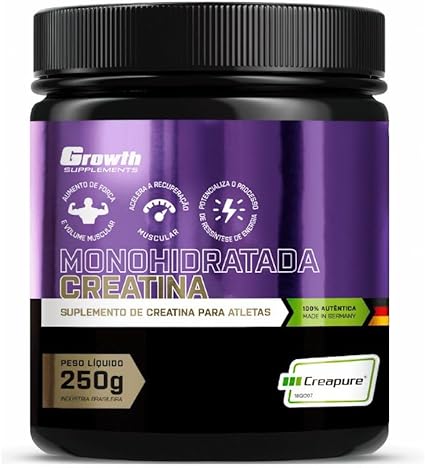 Growth
SUPPLEMENTS
AUMENTO DE FORÇA
E VOLUME MUSCULAR
ACELERA A RECUPERAÇÃO
MUSCULAR
POTENCIALIZA O PROCESSO
DE RESSÍNTESE DE ENERGIA
MONOHIDRATADA
CREATINA
SUPLEMENTO DE CREATINA PARA ATLETAS
100% AUTÊNTICA
MADE IN GERMANY
PESO LÍQUIDO
250g
INDÚSTRIA BRASILEIRA
Creapure®